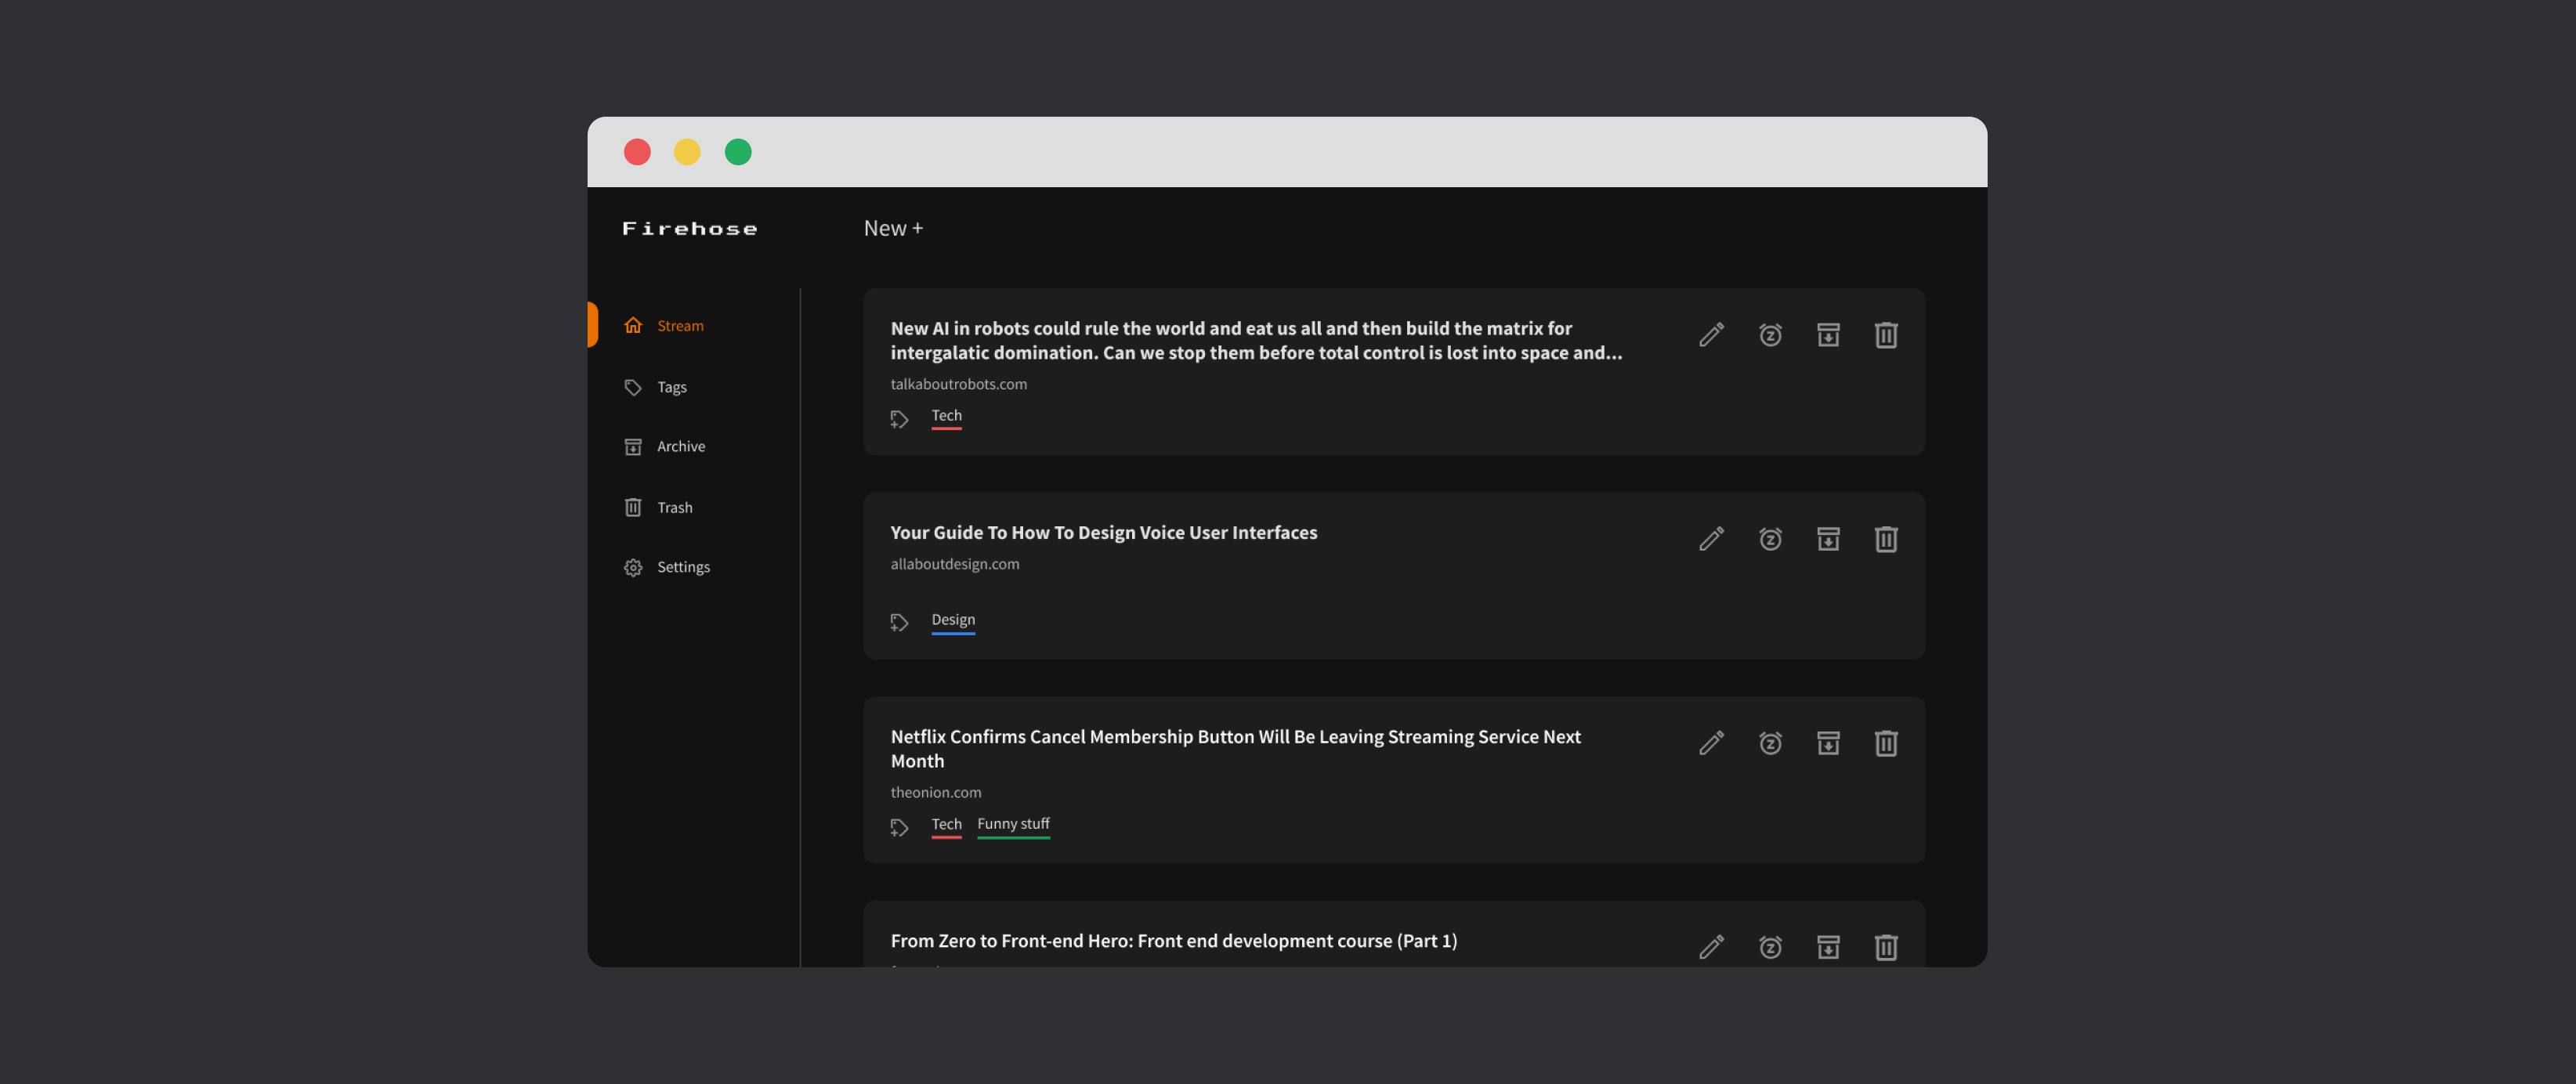 Firehose
New +
Stream
Tags
Archive
Trash
Settings
New AI in robots could rule the world and eat us all and then build the matrix for
intergalatic domination. Can we stop them before total control is lost into space and...
talkaboutrobots.com
Tech
Your Guide To How To Design Voice User Interfaces
allaboutdesign.com
Design
Netflix Confirms Cancel Membership Button Will Be Leaving Streaming Service Next
Month
theonion.com
Tech Funny stuff
From Zero to Front-end Hero: Front end development course (Part 1)